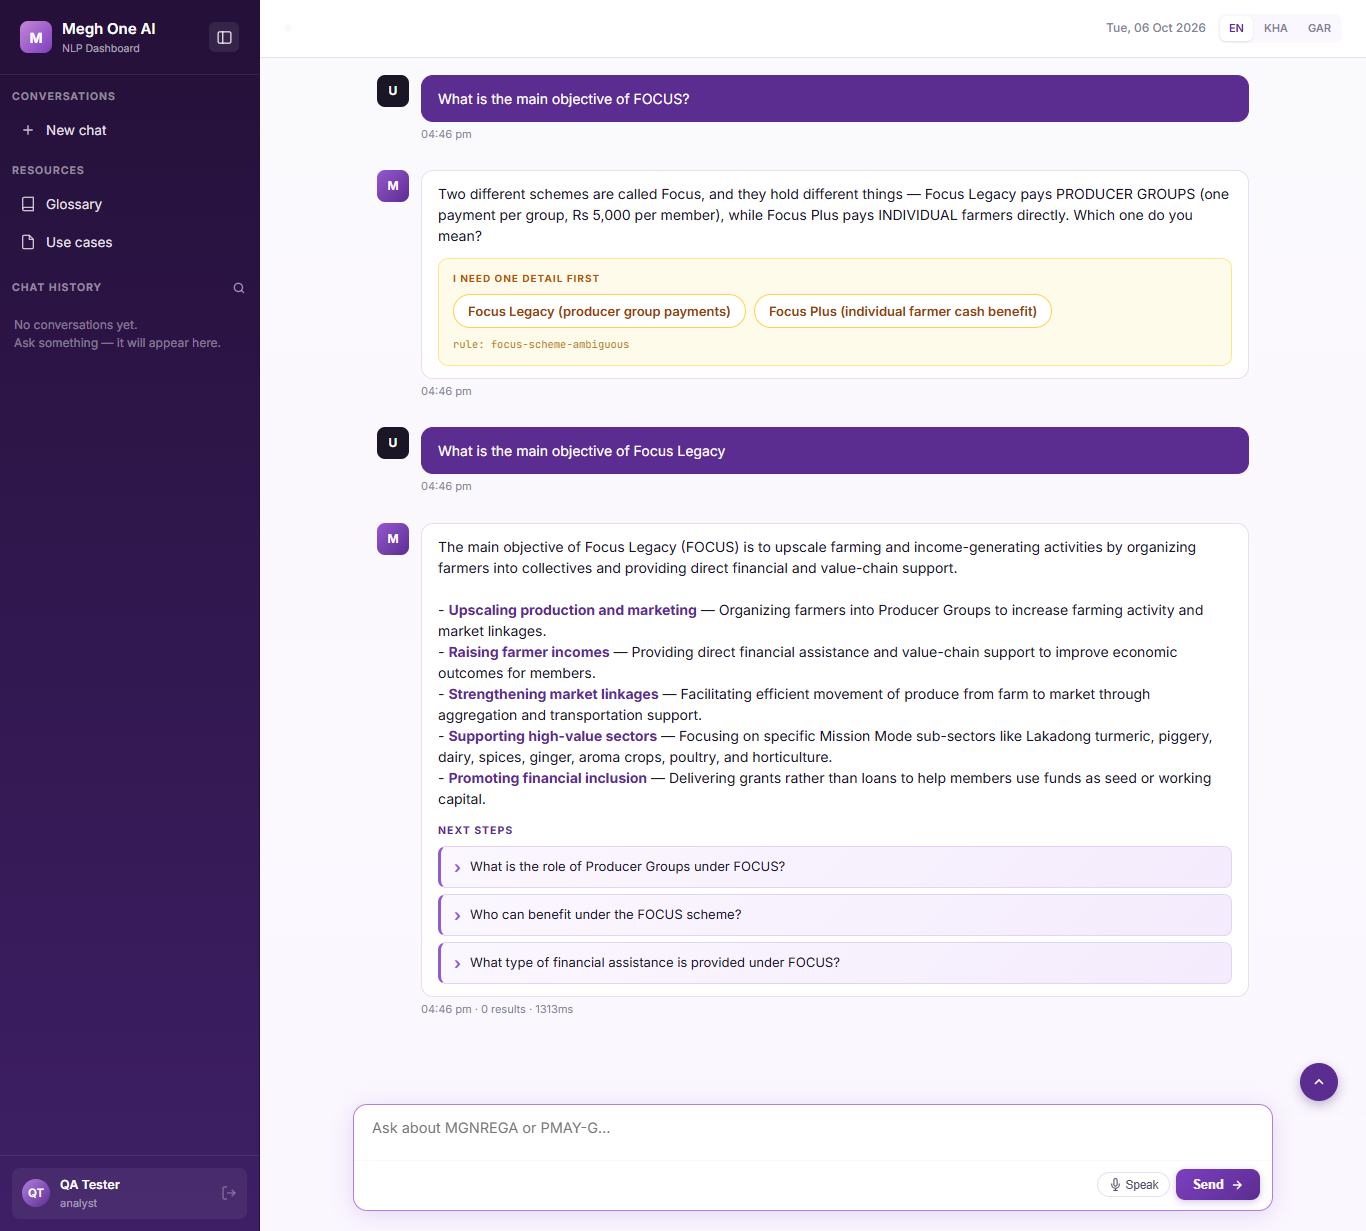 M
Megh One AI
NLP Dashboard
CONVERSATIONS
+ New chat
RESOURCES
Glossary
Use cases
CHAT HISTORY
No conversations yet.
Ask something — it will appear here.
QT
QA Tester
analyst
Tue, 06 Oct 2026
EN KHA GAR
U
What is the main objective of FOCUS?
04:46 pm
M
Two different schemes are called Focus, and they hold different things — Focus Legacy pays PRODUCER GROUPS (one
payment per group, Rs 5,000 per member), while Focus Plus pays INDIVIDUAL farmers directly. Which one do you
mean?
I NEED ONE DETAIL FIRST
Focus Legacy (producer group payments) Focus Plus (individual farmer cash benefit)
rule: focus-scheme-ambiguous
04:46 pm
U
What is the main objective of Focus Legacy
04:46 pm
M
The main objective of Focus Legacy (FOCUS) is to upscale farming and income-generating activities by organizing
farmers into collectives and providing direct financial and value-chain support.
- Upscaling production and marketing — Organizing farmers into Producer Groups to increase farming activity and
market linkages.
- Raising farmer incomes — Providing direct financial assistance and value-chain support to improve economic
outcomes for members.
- Strengthening market linkages — Facilitating efficient movement of produce from farm to market through
aggregation and transportation support.
- Supporting high-value sectors — Focusing on specific Mission Mode sub-sectors like Lakadong turmeric, piggery,
dairy, spices, ginger, aroma crops, poultry, and horticulture.
- Promoting financial inclusion — Delivering grants rather than loans to help members use funds as seed or working
capital.
NEXT STEPS
› What is the role of Producer Groups under FOCUS?
› Who can benefit under the FOCUS scheme?
› What type of financial assistance is provided under FOCUS?
04:46 pm · 0 results · 1313ms
Ask about MGNREGA or PMAY-G...
Speak
Send →